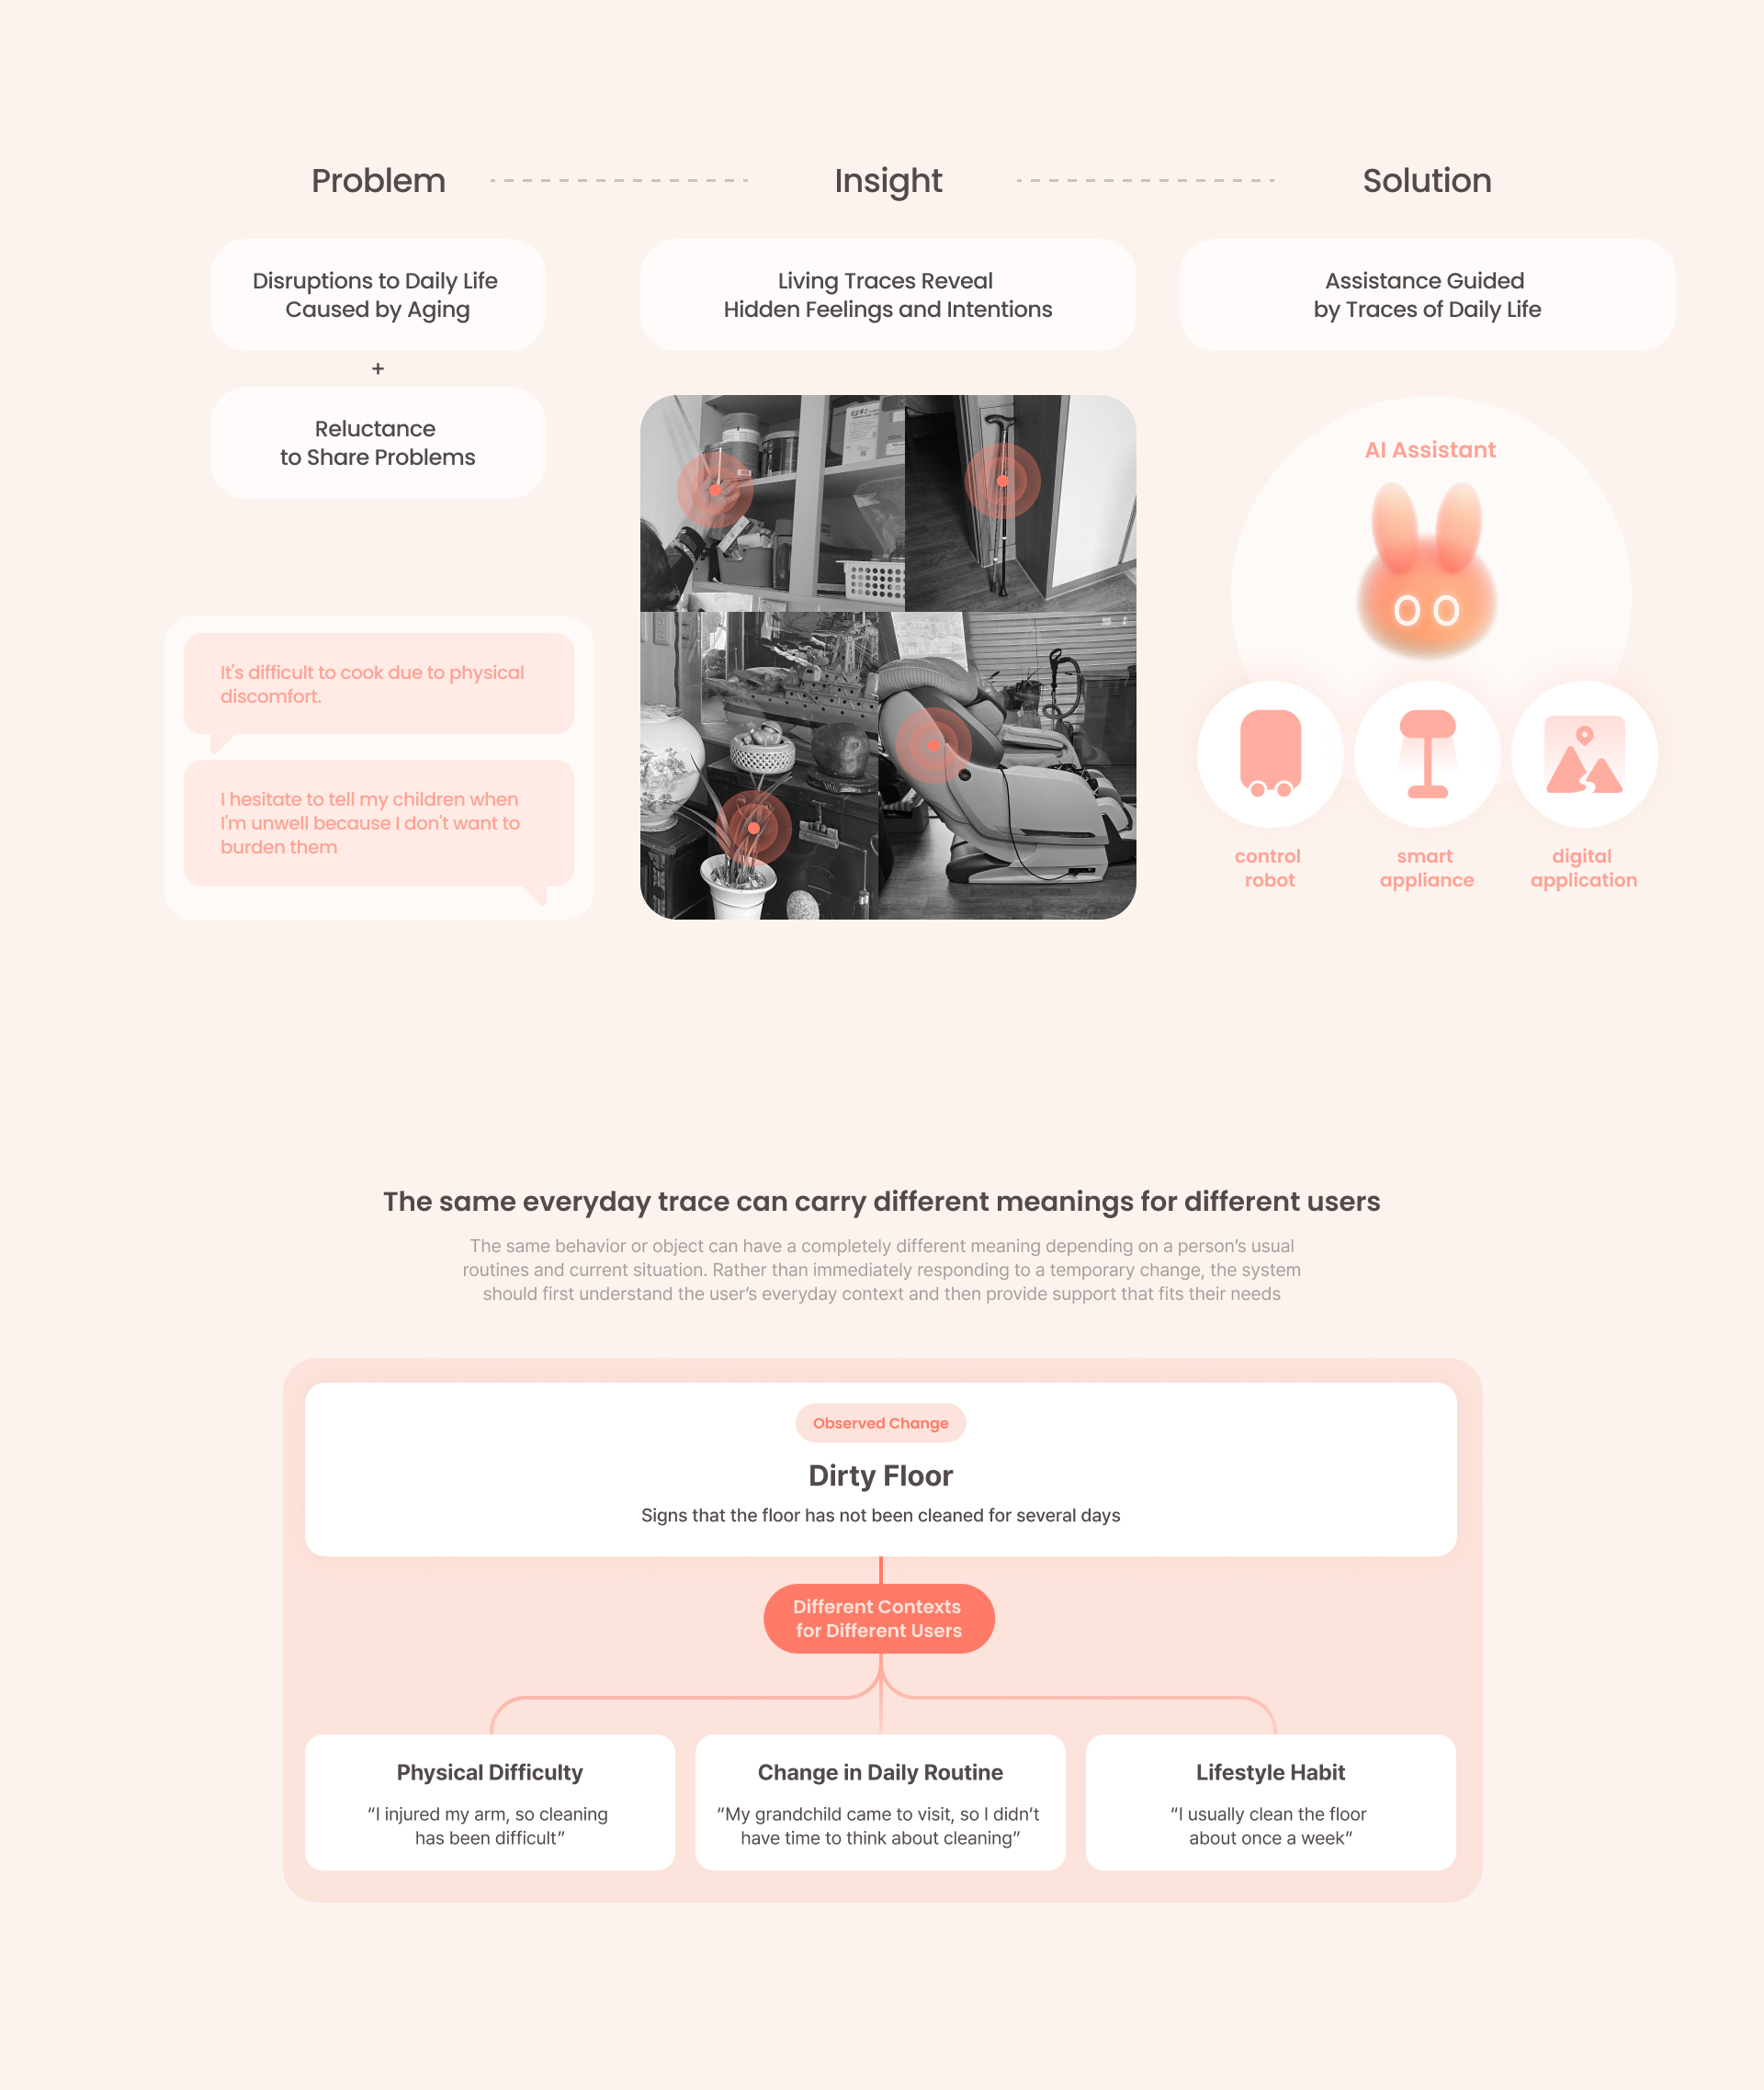 Problem
Insight
Solution
Disruptions to Daily Life
Caused by Aging
+
Reluctance
to Share Problems
It's difficult to cook due to physical
discomfort.
I hesitate to tell my children when
I'm unwell because I don't want to
burden them
Living Traces Reveal
Hidden Feelings and Intentions
Assistance Guided
by Traces of Daily Life
AI Assistant
control
robot
smart
appliance
digital
application
The same everyday trace can carry different meanings for different users
The same behavior or object can have a completely different meaning depending on a person’s usual
routines and current situation. Rather than immediately responding to a temporary change, the system
should first understand the user’s everyday context and then provide support that fits their needs
Observed Change
Dirty Floor
Signs that the floor has not been cleaned for several days
Different Contexts
for Different Users
Physical Difficulty
“I injured my arm, so cleaning
has been difficult”
Change in Daily Routine
“My grandchild came to visit, so I didn’t
have time to think about cleaning”
Lifestyle Habit
“I usually clean the floor
about once a week”